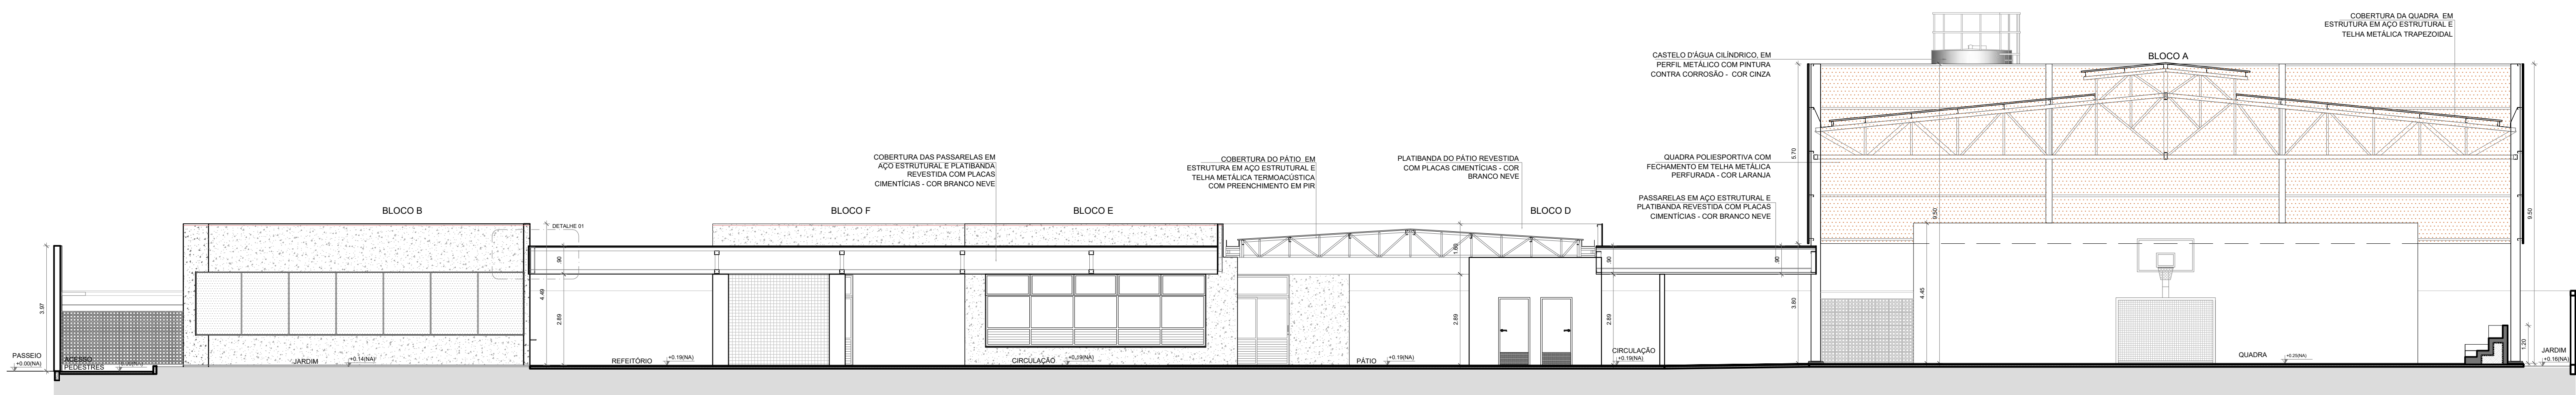 COBERTURA DA QUADRA EM
ESTRUTURA EM AÇO ESTRUTURAL E
TELHA METÁLICA TRAPEZOIDAL
CASTELO D'ÁGUA CILÍNDRICO, EM
PERFIL METÁLICO COM PINTURA
CONTRA CORROSÃO - COR CINZA
BLOCO A
COBERTURA DAS PASSARELAS EM
AÇO ESTRUTURAL E PLATIBANDA
REVESTIDA COM PLACAS
CIMENTÍCIAS - COR BRANCO NEVE
COBERTURA DO PÁTIO EM
ESTRUTURA EM AÇO ESTRUTURAL E
TELHA METÁLICA TERMOACÚSTICA
COM PREENCHIMENTO EM PIR
PLATIBANDA DO PÁTIO REVESTIDA
COM PLACAS CIMENTÍCIAS - COR
BRANCO NEVE
QUADRA POLIESPORTIVA COM
FECHAMENTO EM TELHA METÁLICA
PERFURADA - COR LARANJA
PASSARELAS EM AÇO ESTRUTURAL E
PLATIBANDA REVESTIDA COM PLACAS
CIMENTÍCIAS - COR BRANCO NEVE
BLOCO B
BLOCO F
BLOCO E
BLOCO D
DETALHE 01
3.97
4.49
.90
2.89
1.60
2.89
.90
2.89
.90
5.70
3.80
4.45
9.50
9.50
1.20
PASSEIO
+0.00(NA)
ACESSO
PEDESTRES
JARDIM
+0.14(NA)
REFEITÓRIO
+0.19(NA)
CIRCULAÇÃO
+0.19(NA)
PÁTIO
+0.19(NA)
CIRCULAÇÃO
+0.19(NA)
QUADRA
+0.25(NA)
JARDIM
+0.16(NA)